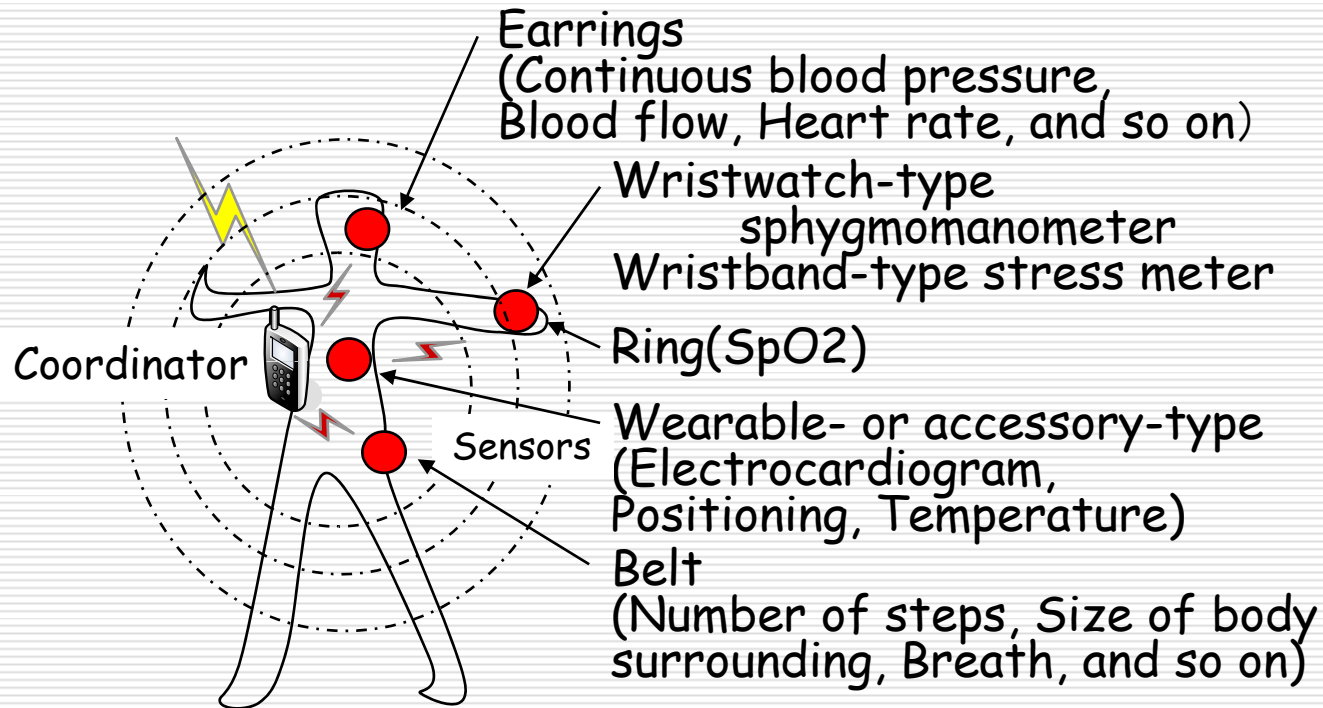 Earrings
(Continuous blood pressure,
Blood flow, Heart rate, and so on）
Wristwatch-type
sphygmomanometer
Wristband-type stress meter
Ring(SpO2)
Coordinator
Sensors
Wearable- or accessory-type
(Electrocardiogram,
Positioning, Temperature)
Belt
(Number of steps, Size of body
surrounding, Breath, and so on)